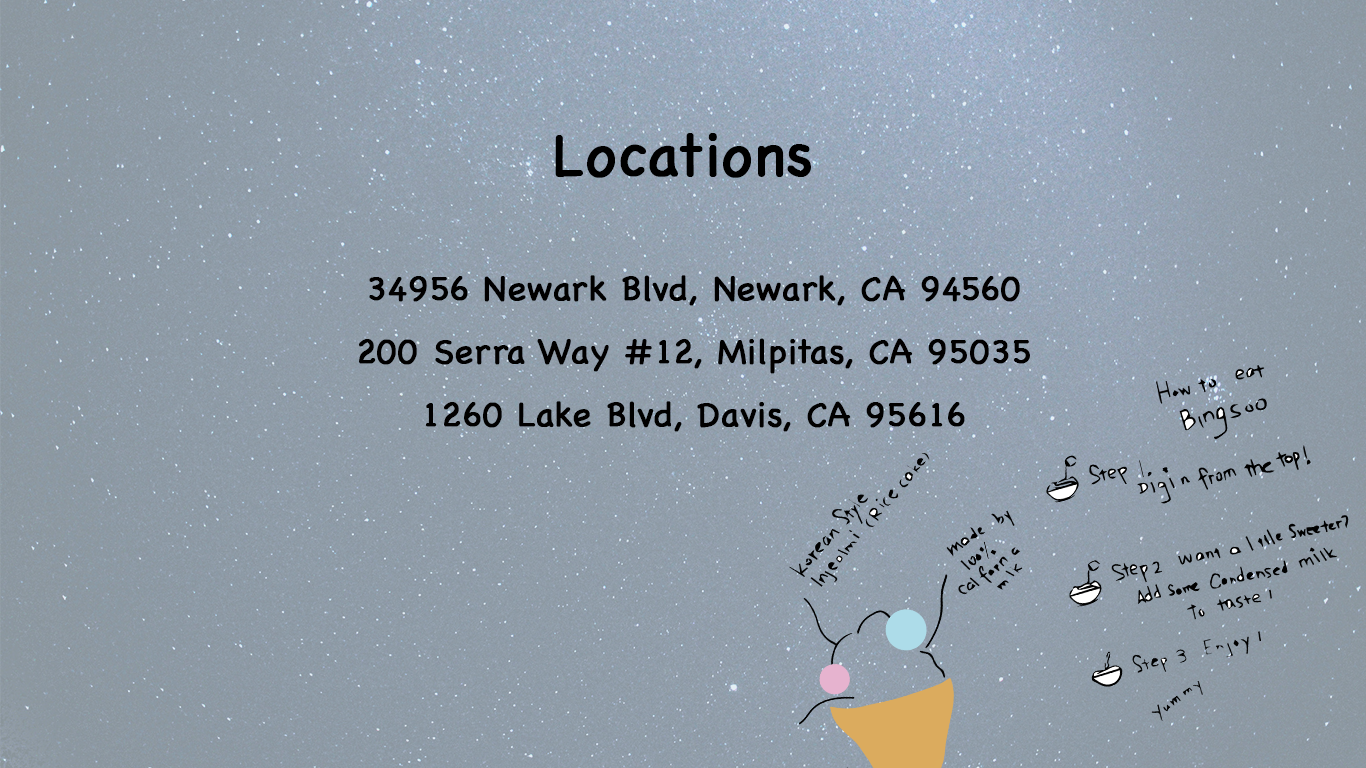 Locations
34956 Newark Blvd, Newark, CA 94560
200 Serra Way #12, Milpitas, CA 95035
1260 Lake Blvd, Davis, CA 95616
How to eat
Bingsoo
Step 1.
Dig in from the top!
Step 2 want a little Sweeter?
Add some Condensed milk
To taste!
Step 3 Enjoy!
Yummy
Korean Style
Injeolmi (Rice cake)
made by
100%
california
milk